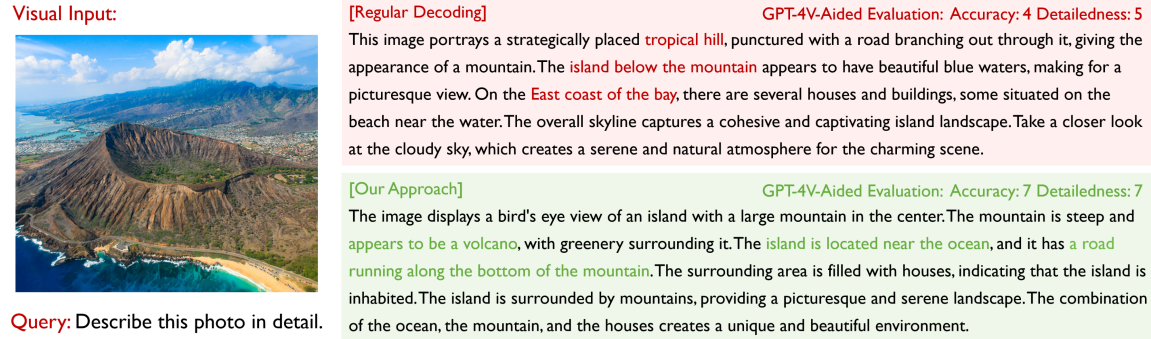 Visual Input:
Query: Describe this photo in detail.
[Regular Decoding] GPT-4V-Aided Evaluation: Accuracy: 4 Detailedness: 5
This image portrays a strategically placed tropical hill, punctured with a road branching out through it, giving the
appearance of a mountain. The island below the mountain appears to have beautiful blue waters, making for a
picturesque view. On the East coast of the bay, there are several houses and buildings, some situated on the
beach near the water. The overall skyline captures a cohesive and captivating island landscape. Take a closer look
at the cloudy sky, which creates a serene and natural atmosphere for the charming scene.
[Our Approach] GPT-4V-Aided Evaluation: Accuracy: 7 Detailedness: 7
The image displays a bird's eye view of an island with a large mountain in the center. The mountain is steep and
appears to be a volcano, with greenery surrounding it. The island is located near the ocean, and it has a road
running along the bottom of the mountain. The surrounding area is filled with houses, indicating that the island is
inhabited. The island is surrounded by mountains, providing a picturesque and serene landscape. The combination
of the ocean, the mountain, and the houses creates a unique and beautiful environment.